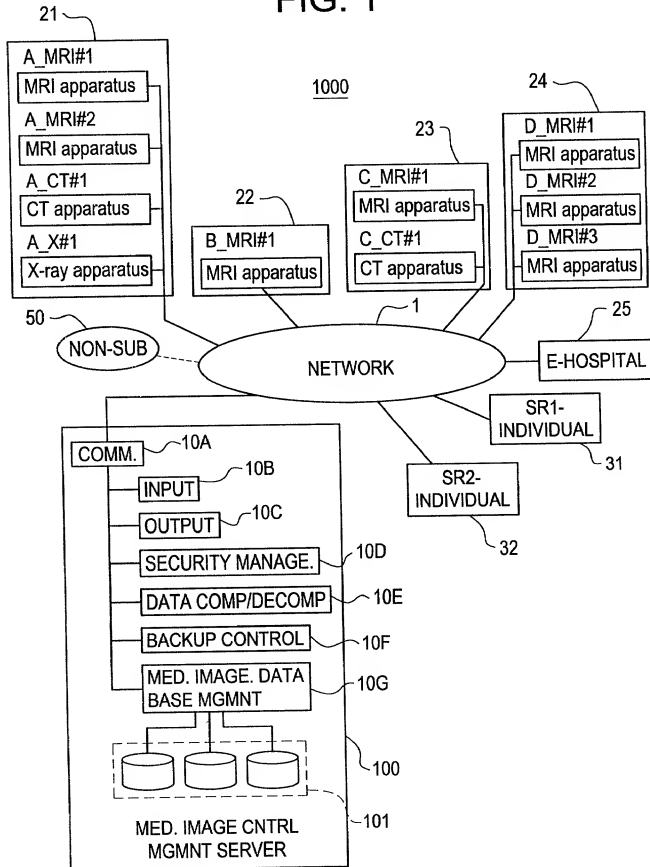 FIG. 1
1000
21
A_MRI#1
MRI apparatus
A_MRI#2
MRI apparatus
A_CT#1
CT apparatus
A_X#1
X-ray apparatus
22
B_MRI#1
MRI apparatus
23
C_MRI#1
MRI apparatus
C_CT#1
CT apparatus
24
D_MRI#1
MRI apparatus
D_MRI#2
MRI apparatus
D_MRI#3
MRI apparatus
50
NON-SUB
1
NETWORK
25
E-HOSPITAL
SR1-
INDIVIDUAL
31
SR2-
INDIVIDUAL
32
COMM.
10A
INPUT
10B
OUTPUT
10C
SECURITY MANAGE.
10D
DATA COMP/DECOMP
10E
BACKUP CONTROL
10F
MED. IMAGE. DATA
BASE MGMNT
10G
100
101
MED. IMAGE CNTRL
MGMNT SERVER